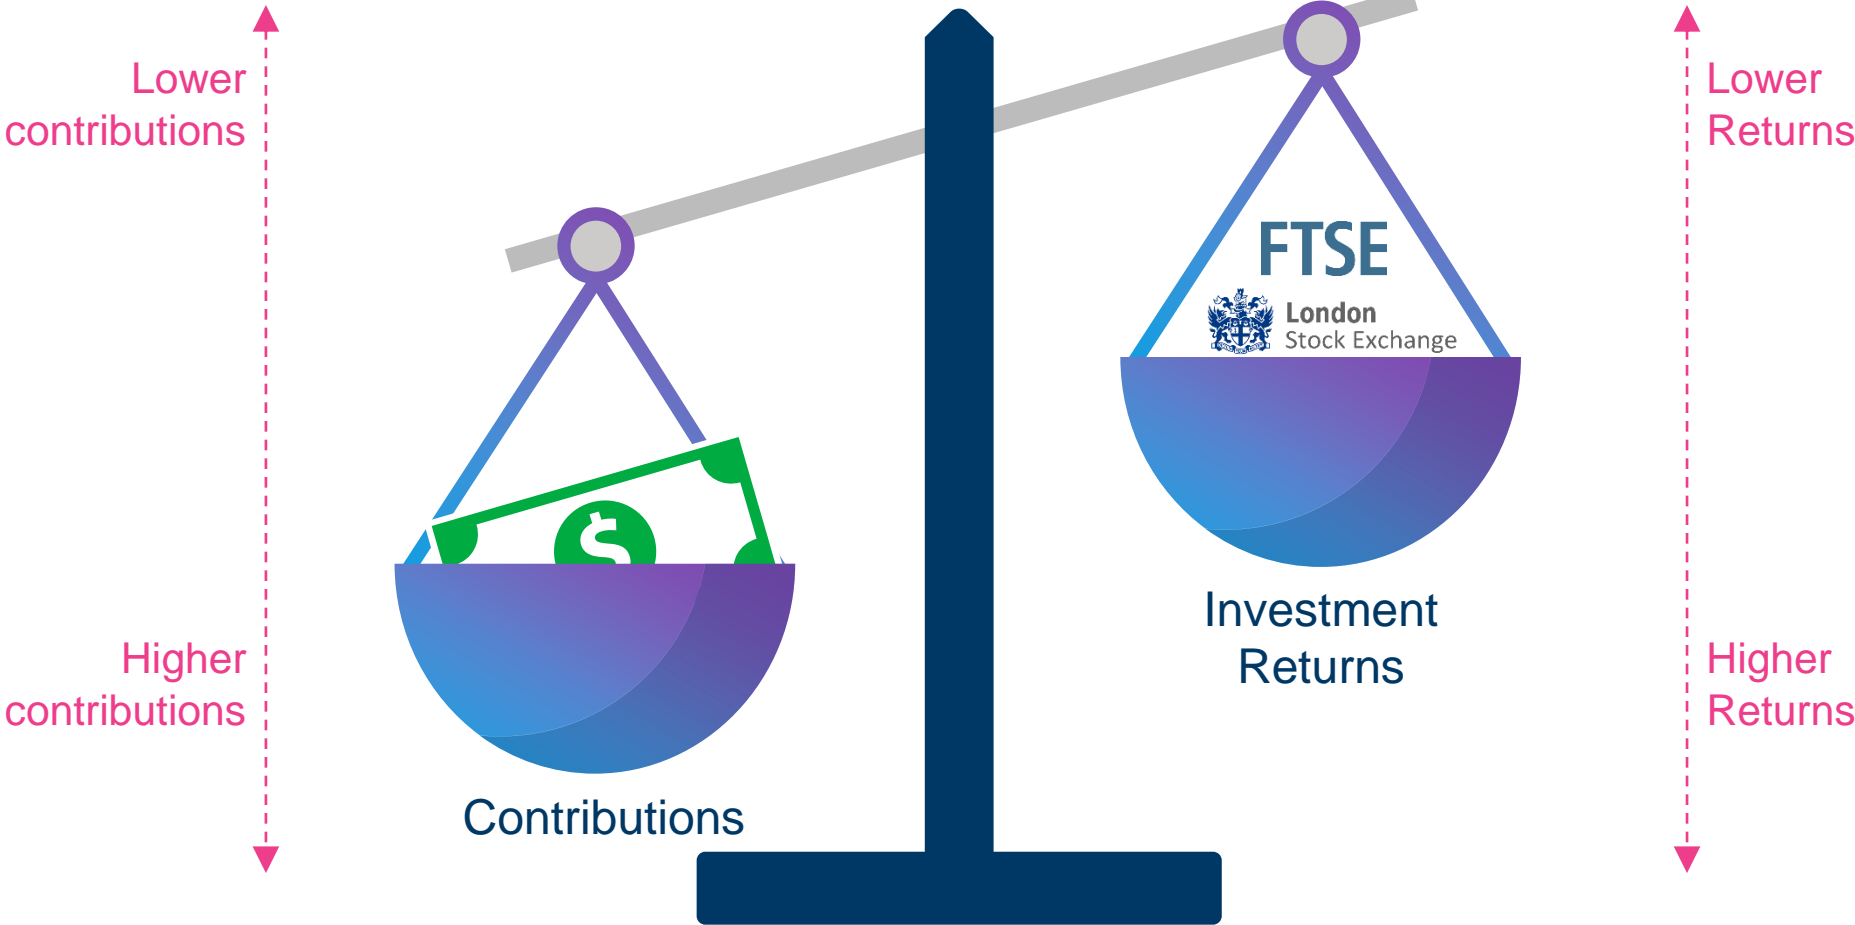 Lower
contributions
Higher
contributions
$
Contributions
FTSE
London
Stock Exchange
Investment
Returns
Lower
Returns
Higher
Returns